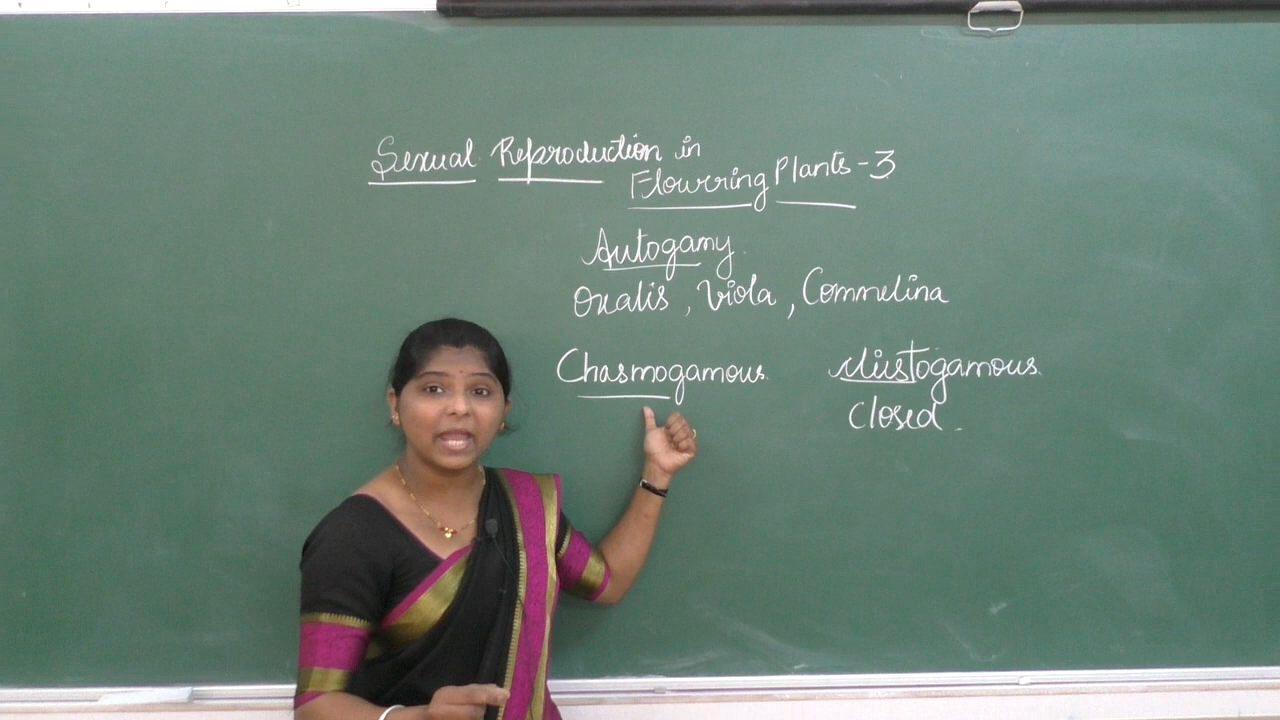 Sexual Reproduction in
Flowering Plants - 3
Autogamy.
Oxalis, Viola, Commelina
Chasmogamous. Cleistogamous.
Closed.